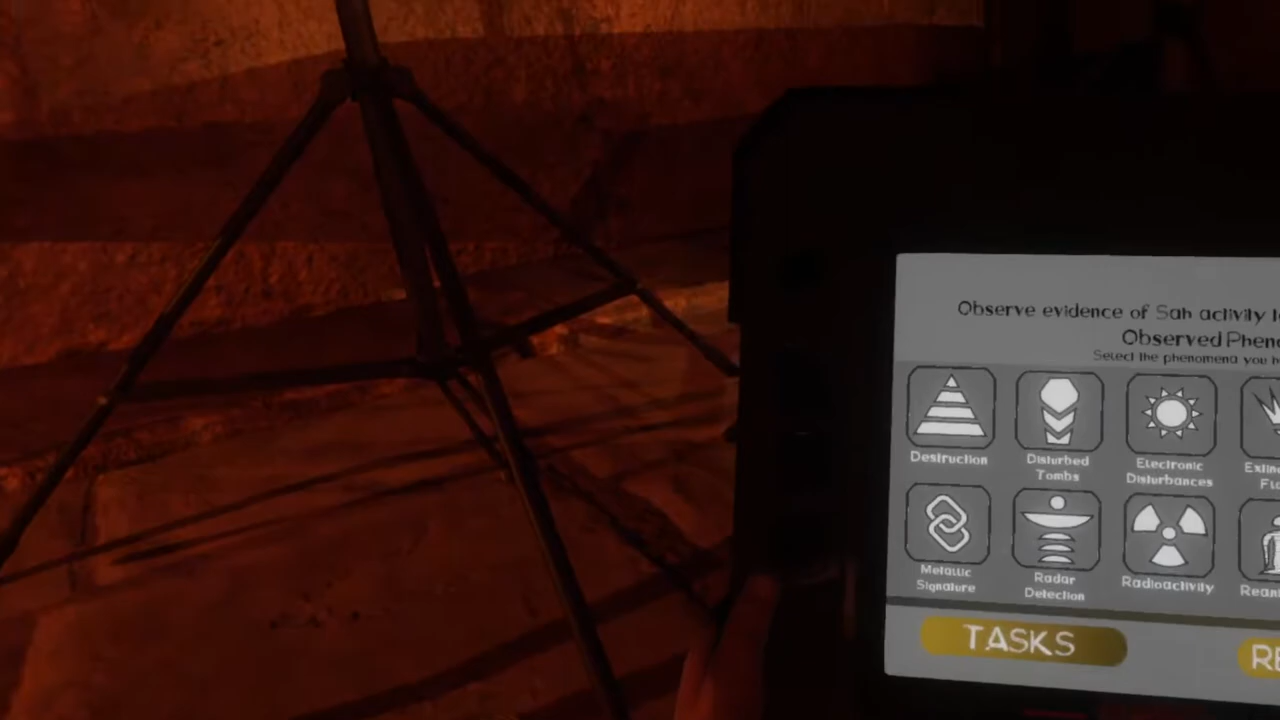 Observe evidence of Sah activity
Observed
Select the phenomena you
Destruction
Disturbed
Tombs
Electronic
Disturbances
Metallic
Signature
Radar
Detection
Radioactivity
TASKS